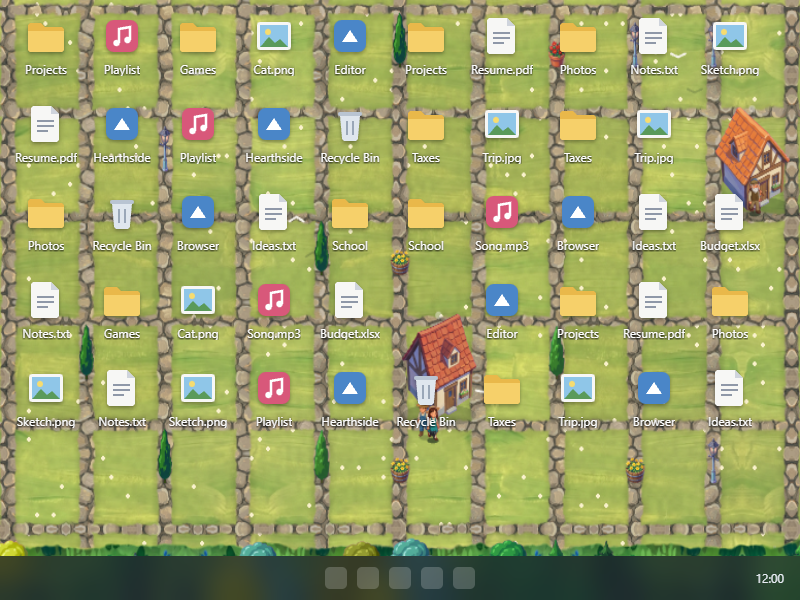 Projects Playlist Games Cat.png Editor Projects Resume.pdf Photos Notes.txt Sketch.png
Resume.pdf Hearthside Playlist Hearthside Recycle Bin Taxes Trip.jpg Taxes Trip.jpg
Photos Recycle Bin Browser Ideas.txt School School Song.mp3 Browser Ideas.txt Budget.xlsx
Notes.txt Games Cat.png Song.mp3 Budget.xlsx Editor Projects Resume.pdf Photos
Sketch.png Notes.txt Sketch.png Playlist Hearthside Recycle Bin Taxes Trip.jpg Browser Ideas.txt
12:00